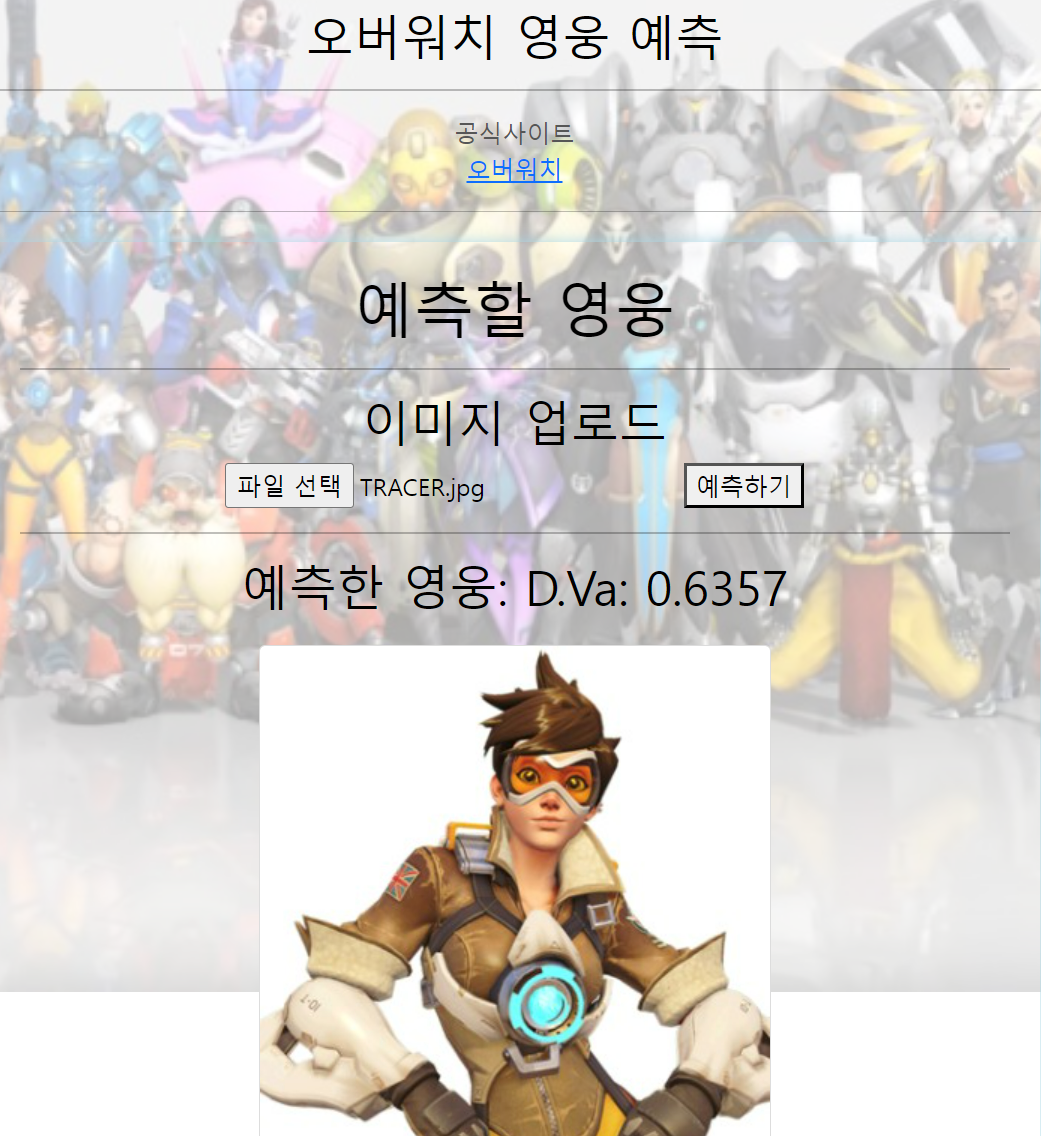 오버워치 영웅 예측
공식사이트
오버워치
예측할 영웅
이미지 업로드
파일 선택 TRACER.jpg 예측하기
예측한 영웅: D.Va: 0.6357